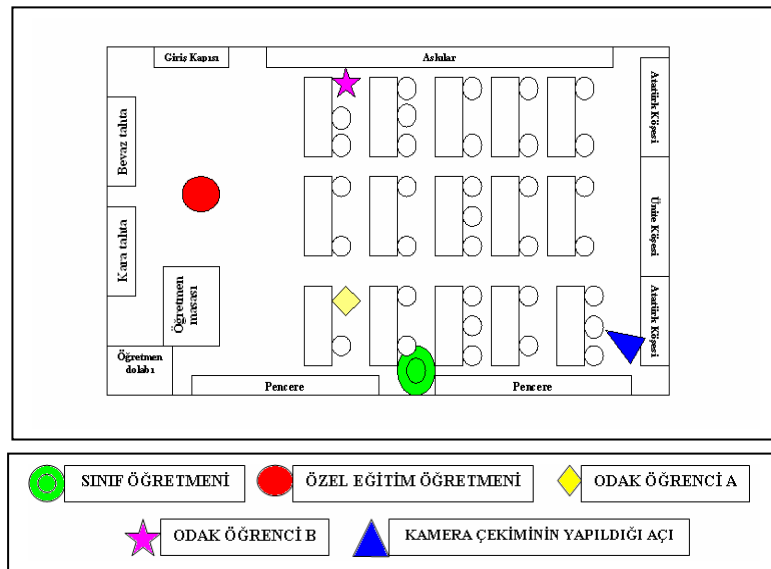 Giriş Kapısı
Askılar
Beyaz tahta
Kara tahta
Öğretmen
masası
Öğretmen
dolabı
Pencere
Pencere
Atatürk
Köşesi
Ünite Köşesi
Atatürk Köşesi
SINIF ÖĞRETMENİ
ÖZEL EĞİTİM ÖĞRETMENİ
ODAK ÖĞRENCİ A
ODAK ÖĞRENCİ B
KAMERA ÇEKİMİNİN YAPILDIĞI AÇI